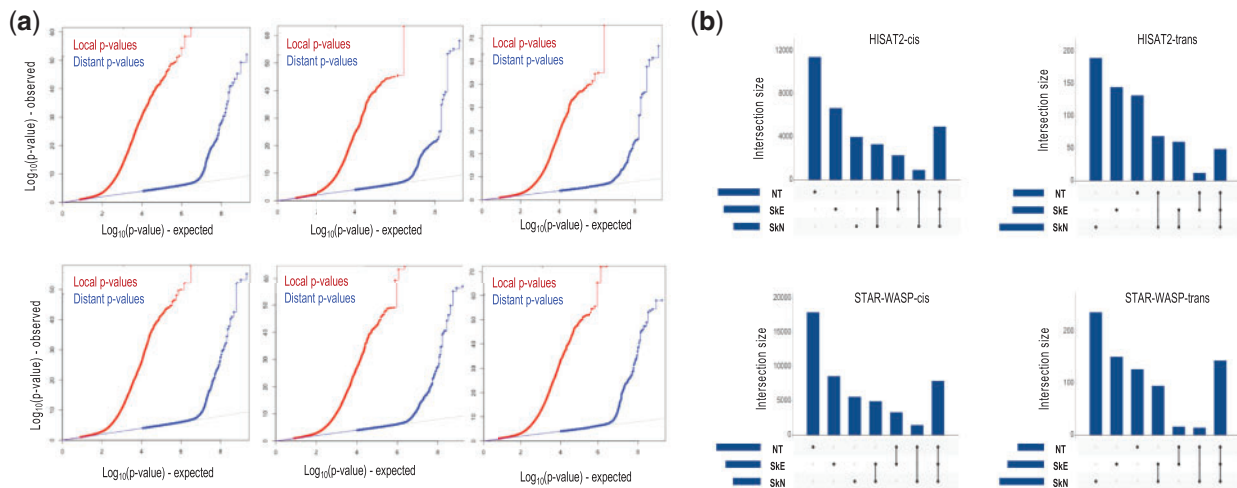 (a)
Local p-values
Distant p-values
Log10(p-value) - observed
Log10(p-value) - expected
Local p-values
Distant p-values
Log10(p-value) - expected
Local p-values
Distant p-values
Log10(p-value) - expected
Local p-values
Distant p-values
Log10(p-value) - observed
Log10(p-value) - expected
Local p-values
Distant p-values
Log10(p-value) - expected
Local p-values
Distant p-values
Log10(p-value) - expected
(b)
HISAT2-cis
Intersection size
12000
8000
4000
0
NT
SkE
SkN
HISAT2-trans
Intersection size
200
150
100
50
0
NT
SkE
SkN
STAR-WASP-cis
Intersection size
20000
15000
10000
5000
0
NT
SkE
SkN
STAR-WASP-trans
Intersection size
200
100
0
NT
SkE
SkN